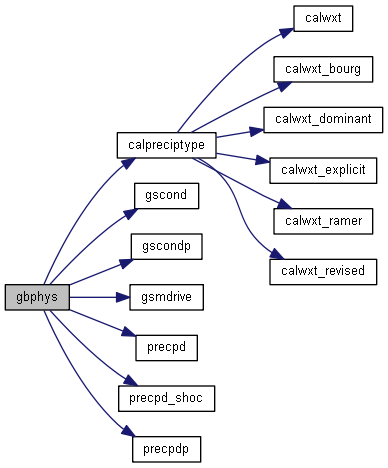 calwxt
calwxt_bourg
calwxt_dominant
calpreciptype
calwxt_explicit
gscond
calwxt_ramer
gscondp
calwxt_revised
gbphys
gsmdrive
precpd
precpd_shoc
precpdp